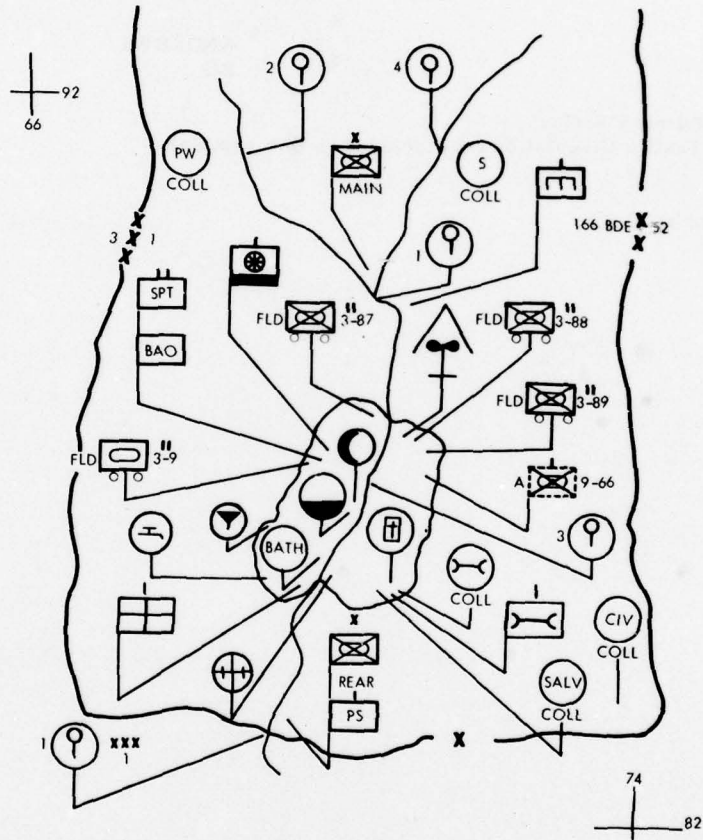 2
4
92
66
X
MAIN
PW
COLL
S
COLL
1
166 BDE
52
X
X
3
1
X
X
X
SPT
BAO
FLD
3-87
FLD
3-88
FLD
3-89
FLD
3-9
A
9-66
BATH
3
COLL
CIV
COLL
X
REAR
PS
SALV
COLL
1
XXX
1
X
74
82